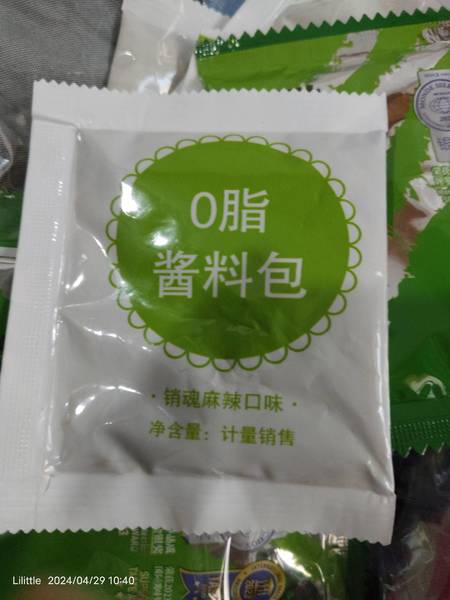 0脂
酱料包
·销魂麻辣口味·
净含量：计量销售
Lilittle 2024/04/29 10:40